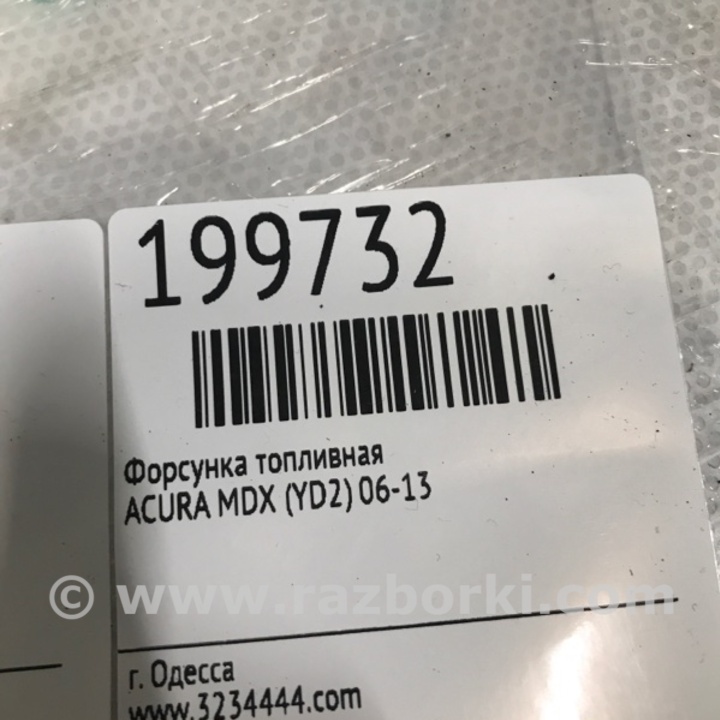 199732
Форсунка топливная
ACURA MDX (YD2) 06-13
© www.razborki.com
г. Одесса
www.3234444.com